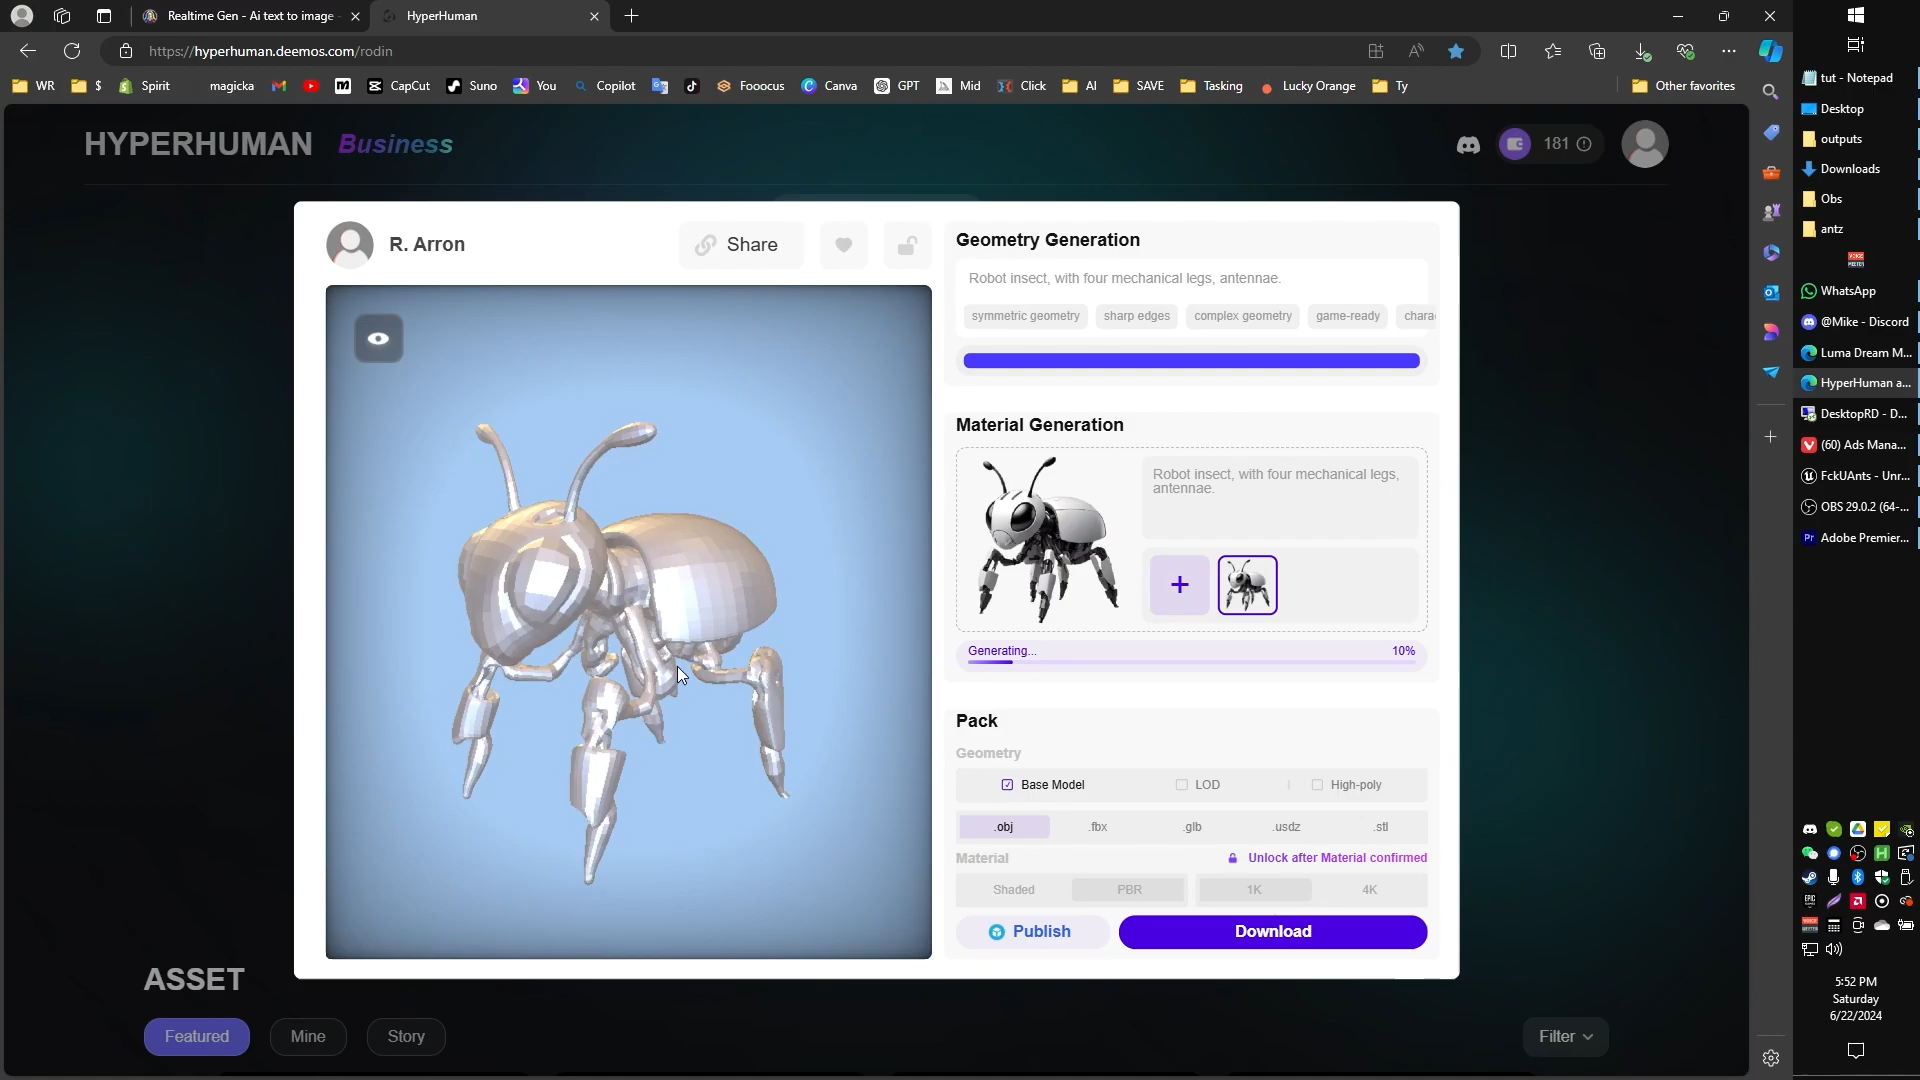 Realtime Gen - Ai text to image
HyperHuman
https://hyperhuman.deemos.com/rodin
WR
$
Spirit
magicka
CapCut
Suno
You
Copilot
Fooocus
Canva
GPT
Mid
Click
AI
SAVE
Tasking
Lucky Orange
Ty
Other favorites
HYPERHUMAN Business
181
R. Arron
Share
Geometry Generation
Robot insect, with four mechanical legs, antennae.
symmetric geometry
sharp edges
complex geometry
game-ready
chara
Material Generation
Robot insect, with four mechanical legs,
antennae.
Generating...
10%
Pack
Geometry
Base Model
LOD
High-poly
.obj
.fbx
.glb
.usdz
.stl
Material
Unlock after Material confirmed
Shaded
PBR
1K
4K
Publish
Download
ASSET
Featured
Mine
Story
Filter
tut - Notepad
Desktop
outputs
Downloads
Obs
antz
WhatsApp
@Mike - Discord
Luma Dream M...
HyperHuman a...
DesktopRD - D...
(60) Ads Mana...
FckUAnts - Unr...
OBS 29.0.2 (64-...
Adobe Premier...
5:52 PM
Saturday
6/22/2024